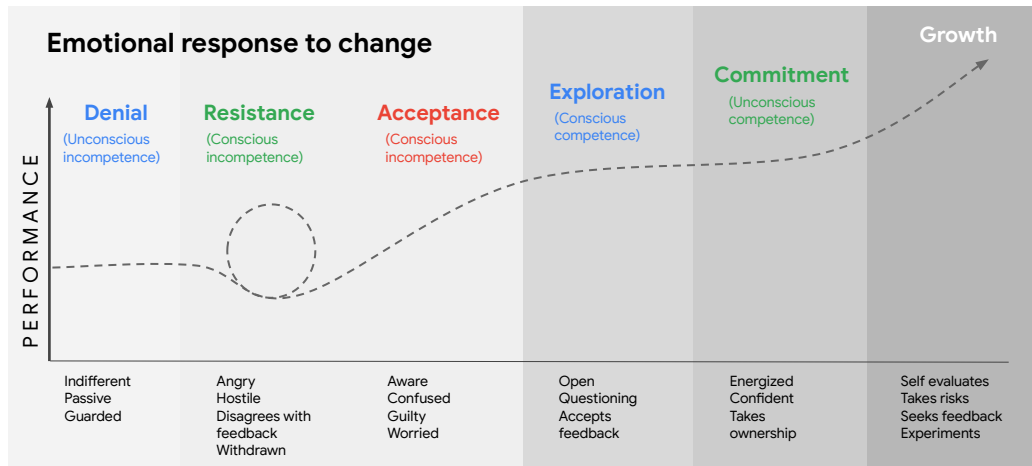 Emotional response to change
Growth
Denial
(Unconscious
incompetence)
Resistance
(Conscious
incompetence)
Acceptance
(Conscious
incompetence)
Exploration
(Conscious
competence)
Commitment
(Unconscious
competence)
PERFORMANCE
Indifferent
Passive
Guarded
Angry
Hostile
Disagrees with
feedback
Withdrawn
Aware
Confused
Guilty
Worried
Open
Questioning
Accepts
feedback
Energized
Confident
Takes
ownership
Self evaluates
Takes risks
Seeks feedback
Experiments